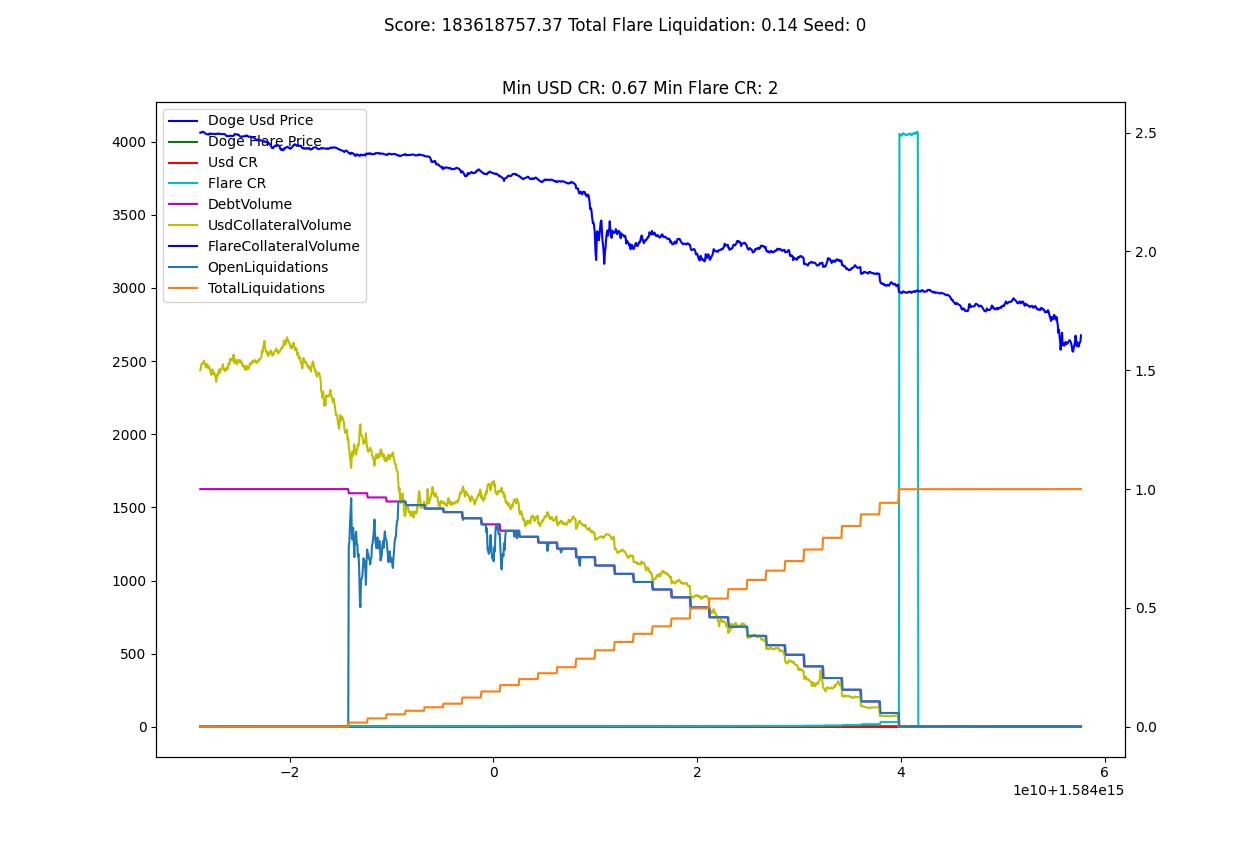 Score: 183618757.37 Total Flare Liquidation: 0.14 Seed: 0
Min USD CR: 0.67 Min Flare CR: 2
Doge Usd Price
Doge Flare Price
Usd CR
Flare CR
DebtVolume
UsdCollateralVolume
FlareCollateralVolume
OpenLiquidations
TotalLiquidations
4000
3500
3000
2500
2000
1500
1000
500
0
2.5
2.0
1.5
1.0
0.5
0.0
−2
0
2
4
6
1e10+1.584e15